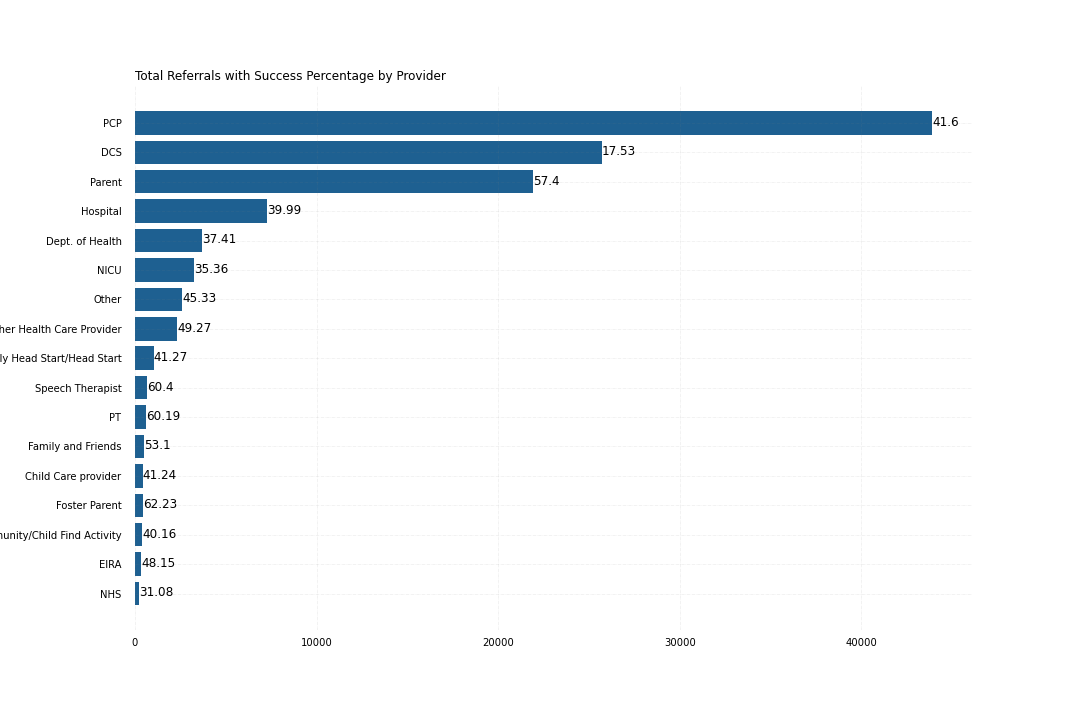 Total Referrals with Success Percentage by Provider
PCP 41.6
DCS 17.53
Parent 57.4
Hospital 39.99
Dept. of Health 37.41
NICU 35.36
Other 45.33
Health Care Provider 49.27
Head Start/Head Start 41.27
Speech Therapist 60.4
PT 60.19
Family and Friends 53.1
Child Care provider 41.24
Foster Parent 62.23
Find Activity 40.16
EIRA 48.15
NHS 31.08
0 10000 20000 30000 40000